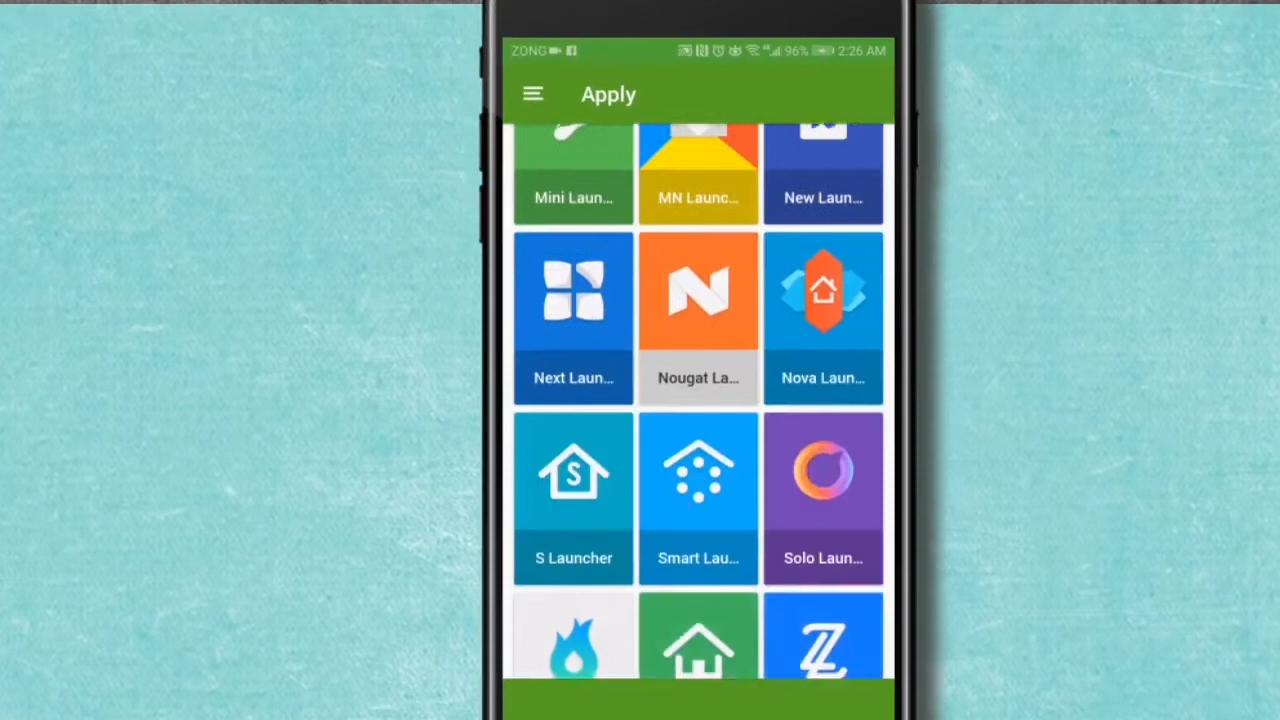 ZONG 96% 2:26 AM
Apply
Mini Laun... MN Launc... New Laun...
Next Laun... Nougat La... Nova Laun...
S
S Launcher Smart Lau... Solo Laun...